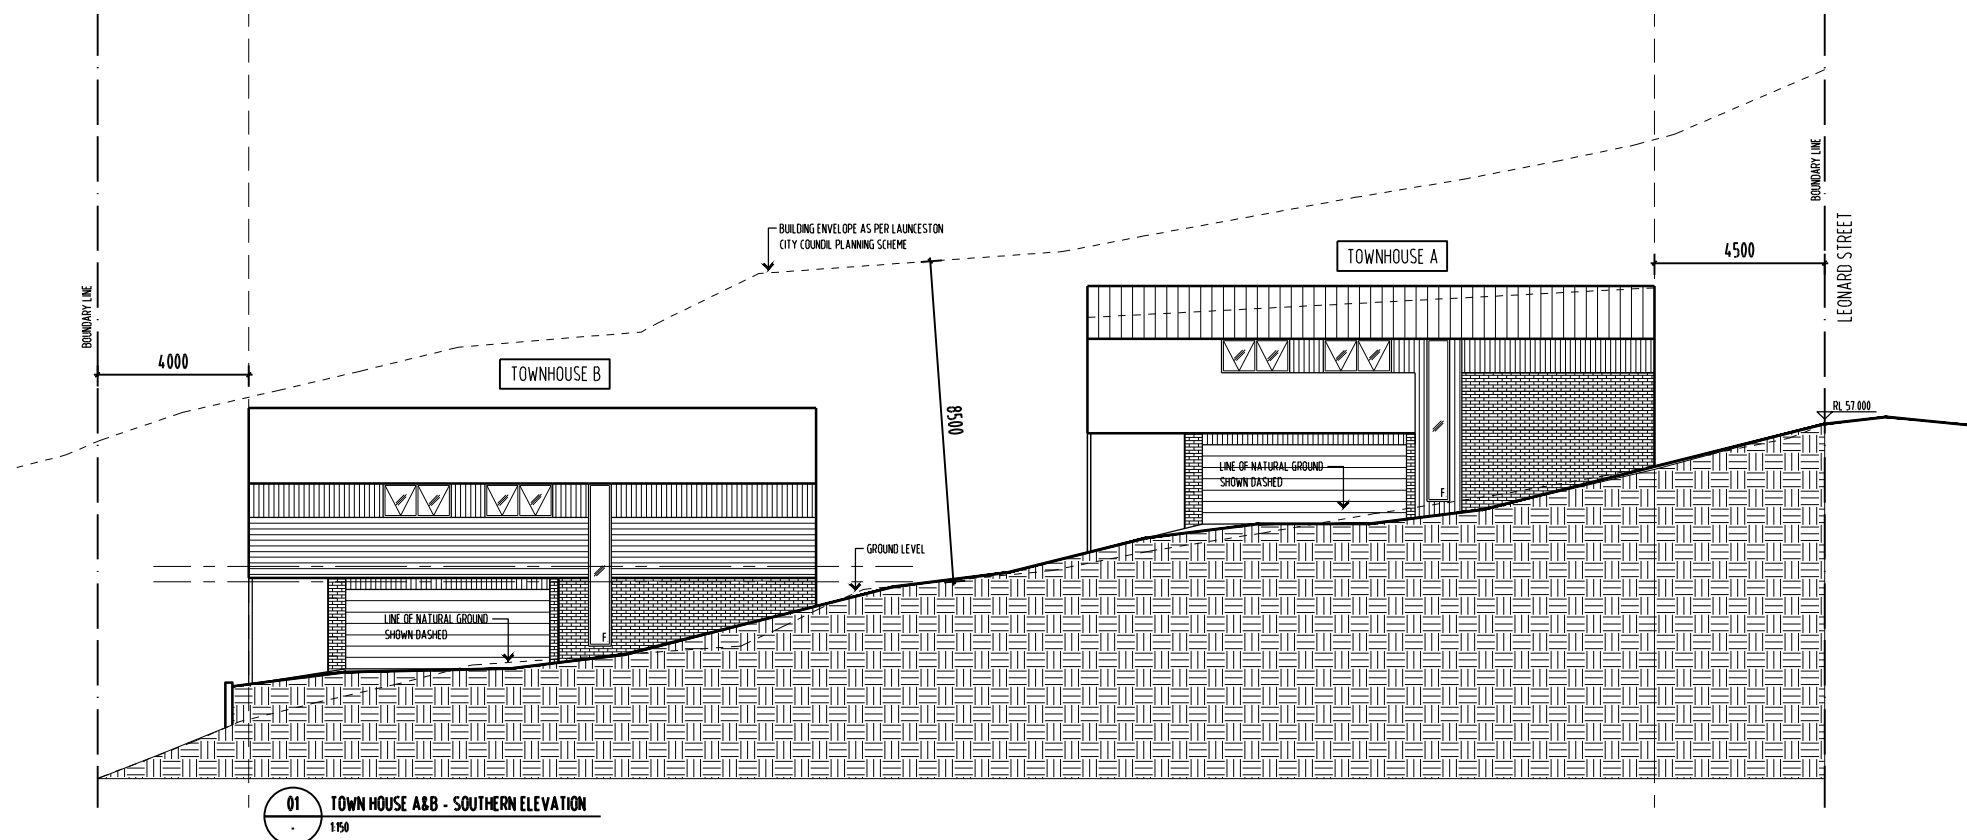 BUILDING ENVELOPE AS PER LAUNCESTON
CITY COUNDIL PLANNING SCHEME
TOWNHOUSE A
4500
BOUNDARY LINE
LEONARD STREET
BOUNDARY LINE
4000
TOWNHOUSE B
8500
RL 57 000
LINE OF NATURAL GROUND
SHOWN DASHED
F
GROUND LEVEL
LINE OF NATURAL GROUND
SHOWN DASHED
F
01
TOWN HOUSE A&B - SOUTHERN ELEVATION
-
1:150